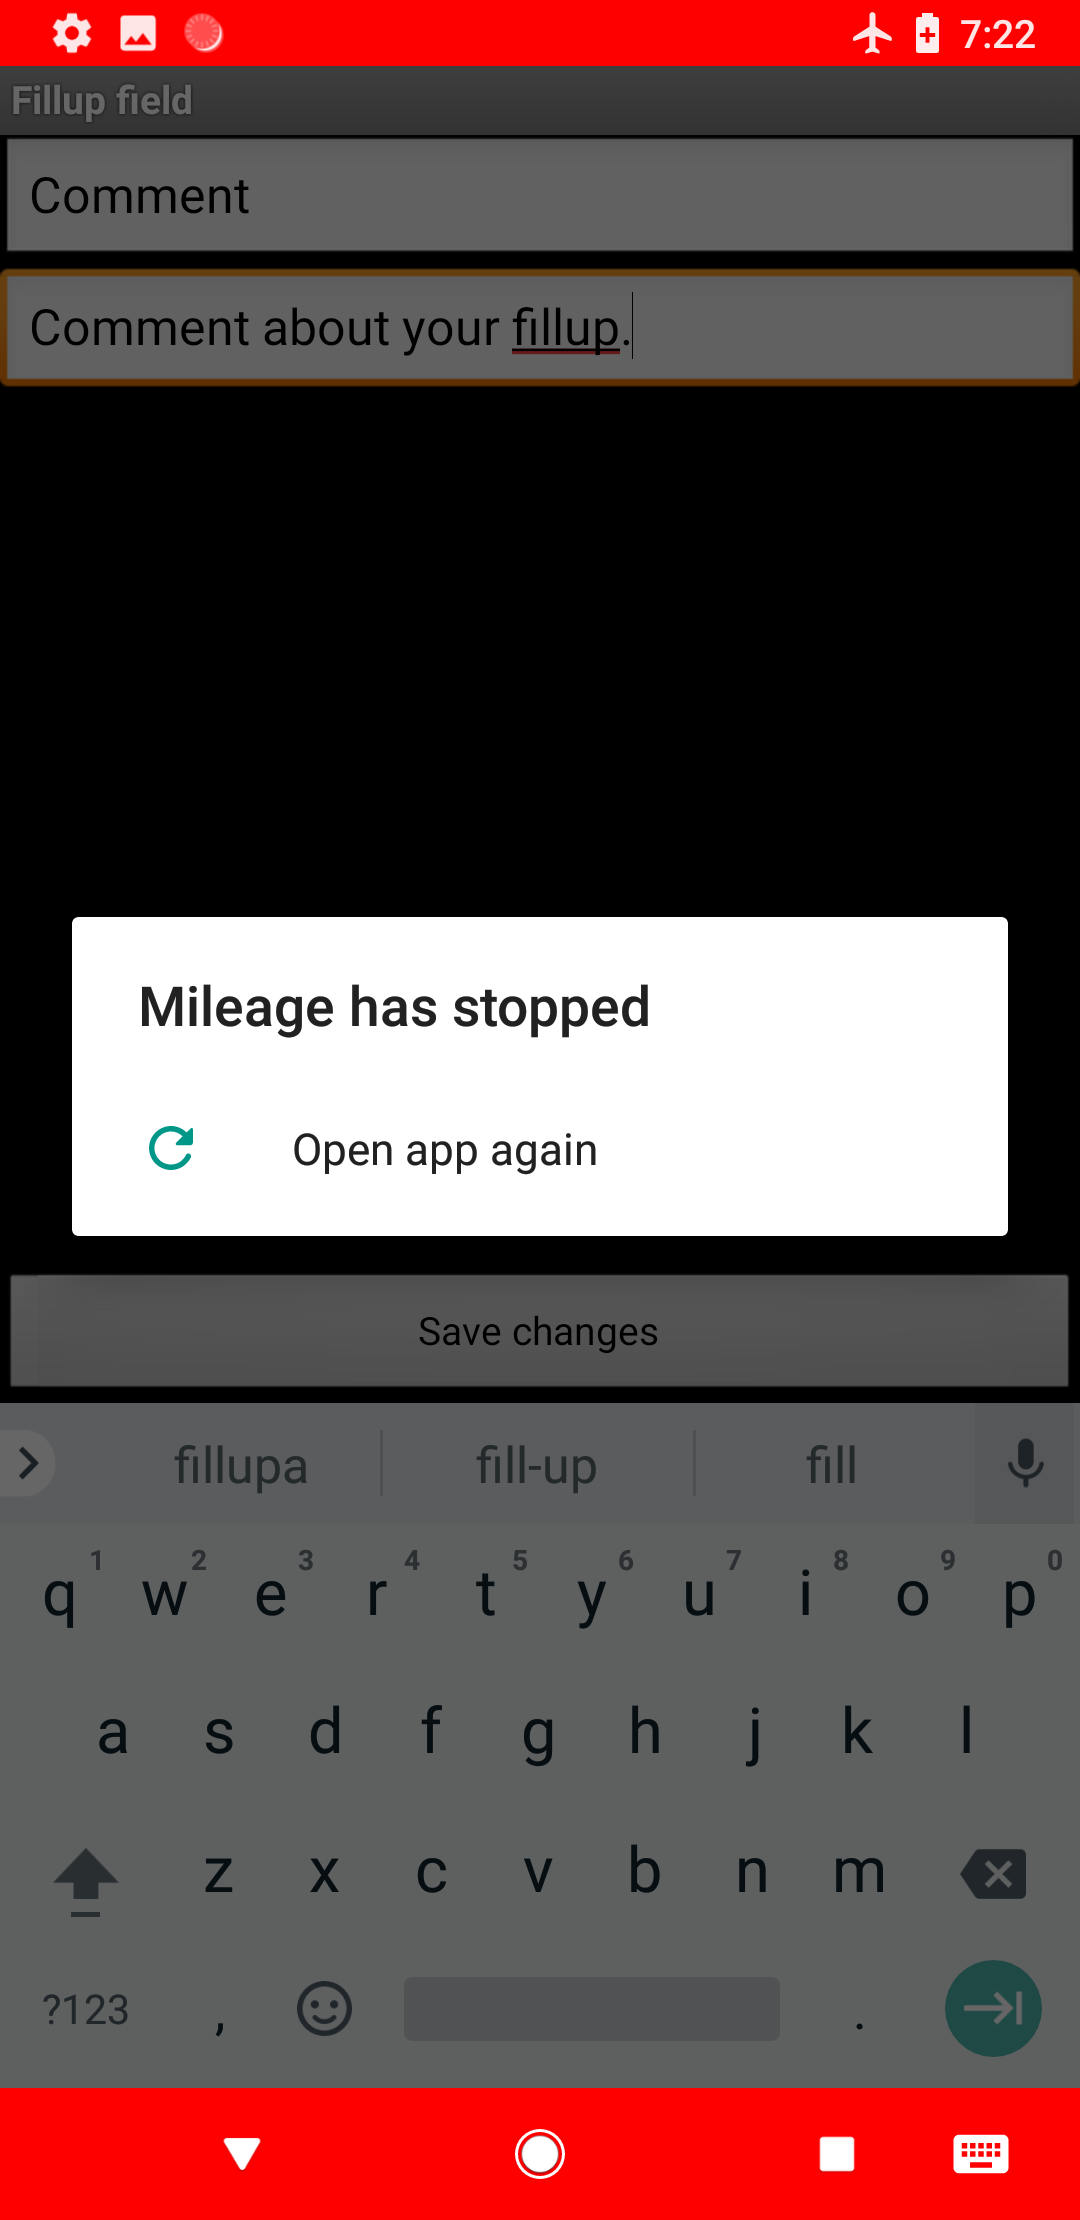 7:22
Fillup field
Comment
Comment about your fillup.
Mileage has stopped
Open app again
Save changes
fillupa fill-up fill
1 2 3 4 5 6 7 8 9 0
q w e r t y u i o p
a s d f g h j k l
z x c v b n m
?123 , .